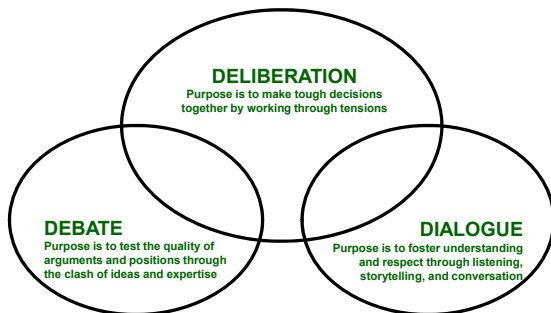 DELIBERATION
Purpose is to make tough decisions
together by working through tensions
DEBATE
Purpose is to test the quality of
arguments and positions through
the clash of ideas and expertise
DIALOGUE
Purpose is to foster understanding
and respect through listening,
storytelling, and conversation